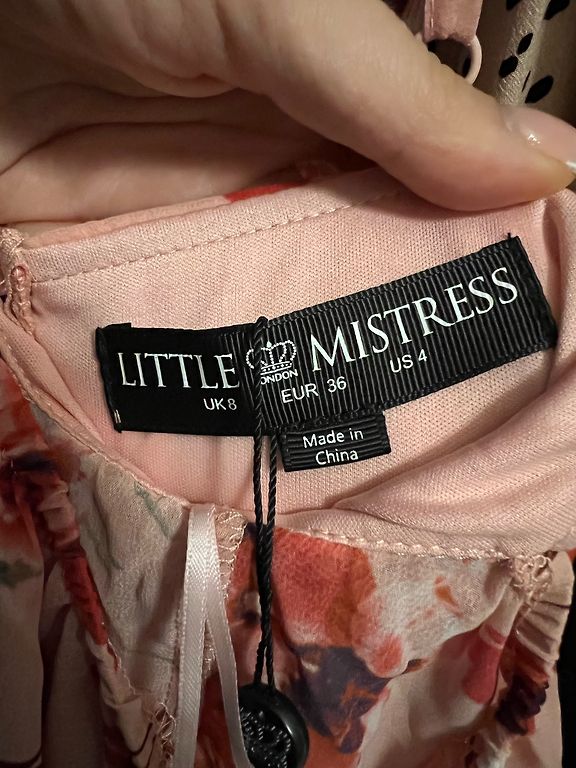 LITTLE LONDON MISTRESS
UK 8 EUR 36 US 4
Made in
China